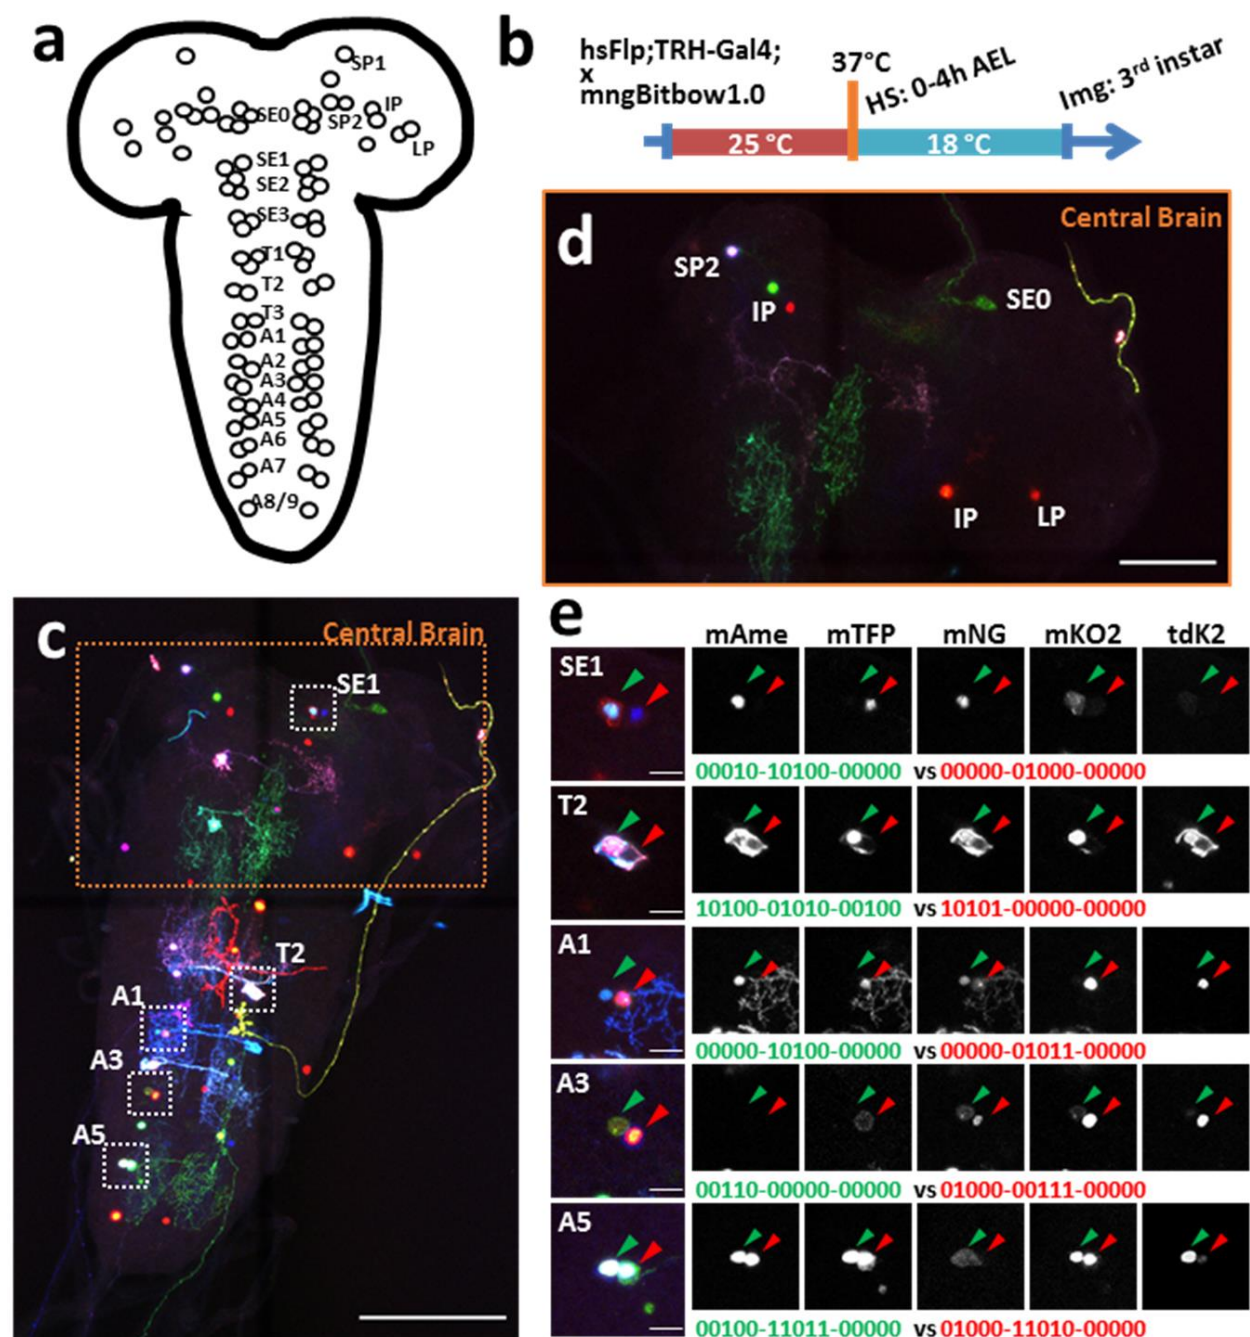 a
SP1
IP
SE0
SP2
LP
SE1
SE2
SE3
T1
T2
T3
A1
A2
A3
A4
A5
A6
A7
A8/9
b
hsFlp;TRH-Gal4;
x
mngBitbow1.0
37°C
HS: 0-4h AEL
Img: 3rd instar
25 °C
18 °C
d
Central Brain
SP2
IP
SE0
IP
LP
c
Central Brain
SE1
T2
A1
A3
A5
e
mAme mTFP mNG mKO2 tdK2
SE1
00010-10100-00000 vs 00000-01000-00000
T2
10100-01010-00100 vs 10101-00000-00000
A1
00000-10100-00000 vs 00000-01011-00000
A3
00110-00000-00000 vs 01000-00111-00000
A5
00100-11011-00000 vs 01000-11010-00000